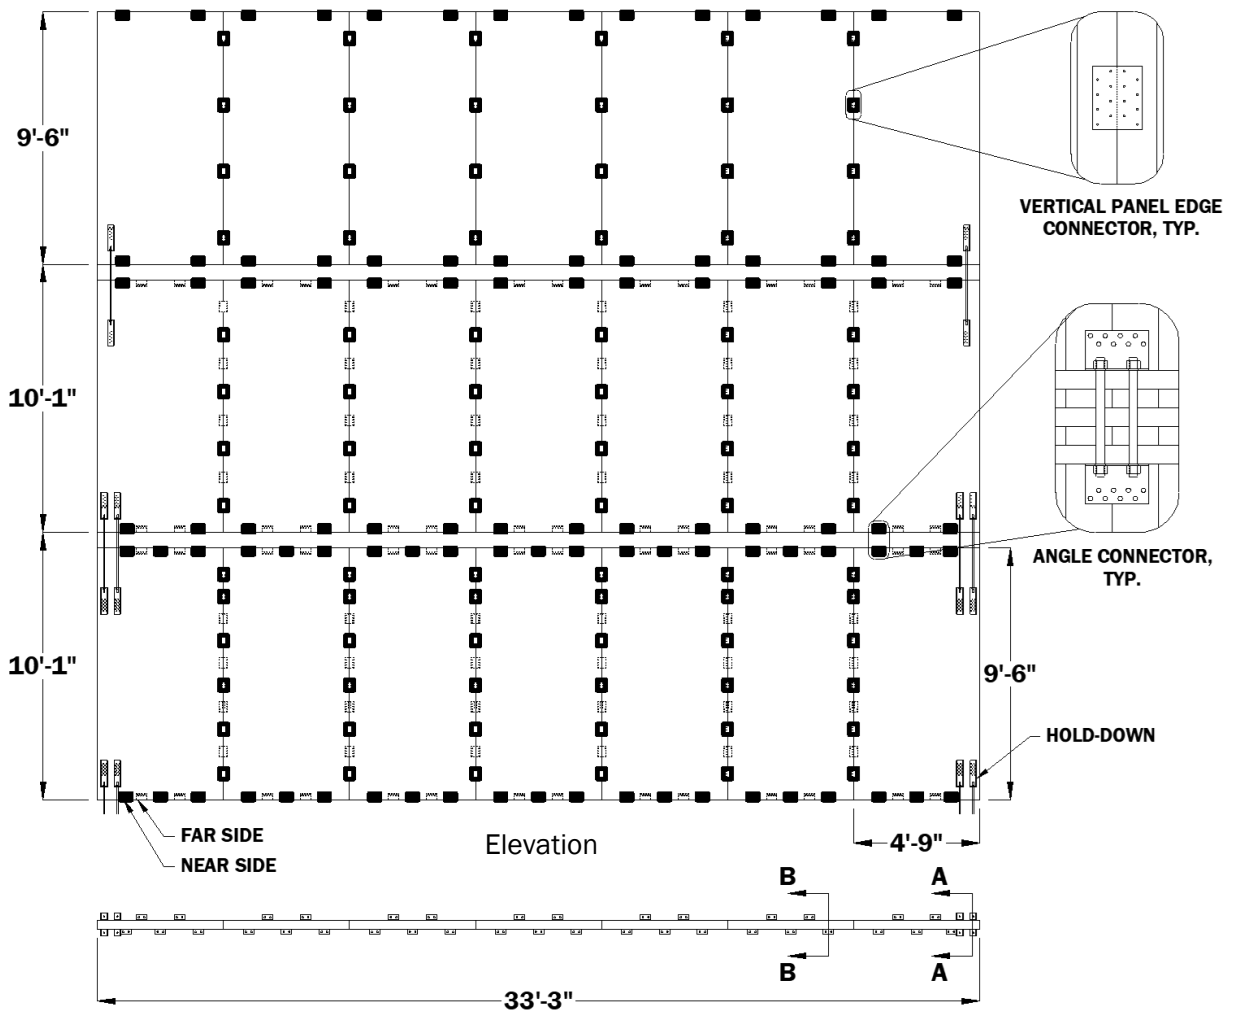 9'-6"
VERTICAL PANEL EDGE
CONNECTOR, TYP.
10'-1"
ANGLE CONNECTOR,
TYP.
10'-1"
9'-6"
HOLD-DOWN
FAR SIDE
NEAR SIDE
Elevation
4'-9"
B
A
B
A
33'-3"